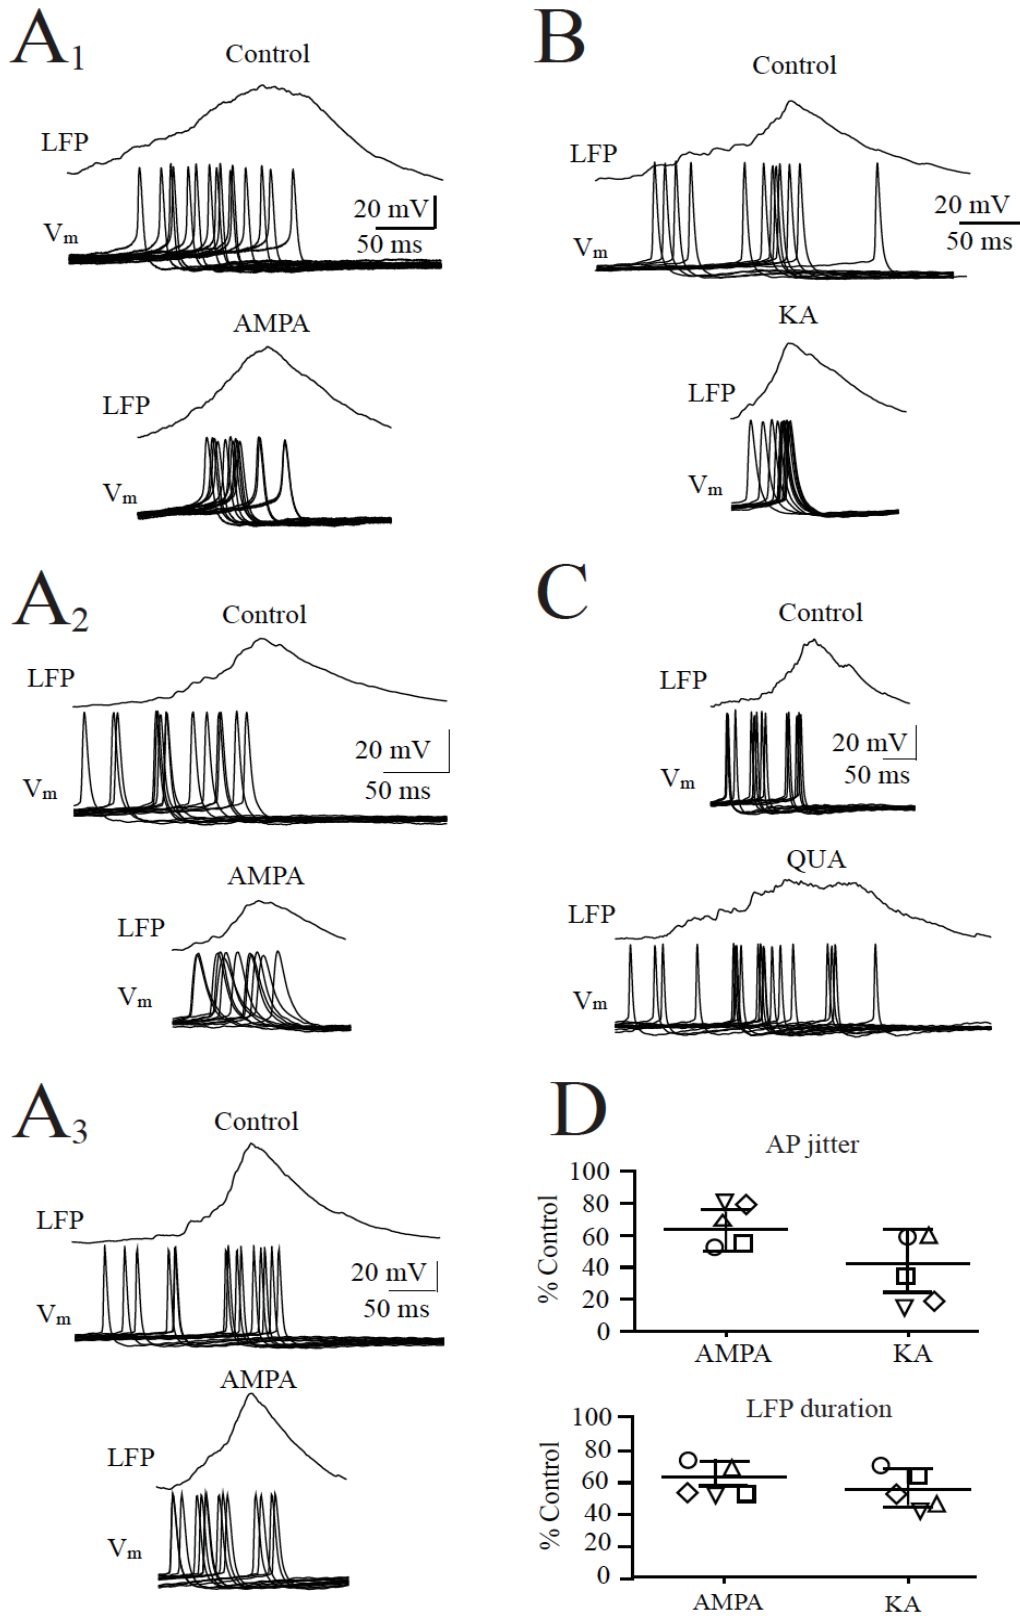 A1
Control
LFP
Vm
20 mV
50 ms
AMPA
LFP
Vm
B
Control
LFP
Vm
20 mV
50 ms
KA
LFP
Vm
A2
Control
LFP
Vm
20 mV
50 ms
AMPA
LFP
Vm
C
Control
LFP
Vm
20 mV
50 ms
QUA
LFP
Vm
A3
Control
LFP
Vm
20 mV
50 ms
AMPA
LFP
Vm
D
AP jitter
% Control
100
80
60
40
20
0
AMPA KA
LFP duration
% Control
100
80
60
40
20
0
AMPA KA